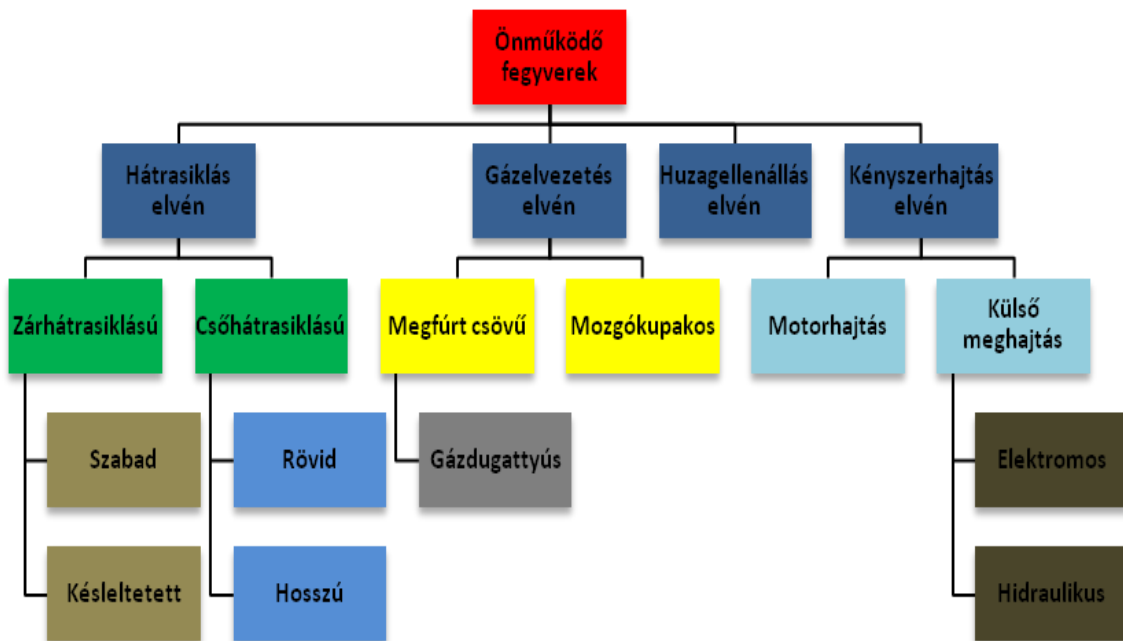 Önműködő
fegyverek
Hátrasiklás
elvén
Gázelvezetés
elvén
Huzagellenállás
elvén
Kényszerhajtás
elvén
Zárhátrasiklású
Csőhátrasiklású
Megfúrt csövű
Mozgókupakos
Motorhajtás
Külső
meghajtás
Szabad
Rövid
Gázdugattyús
Elektromos
Késleltetett
Hosszú
Hidraulikus